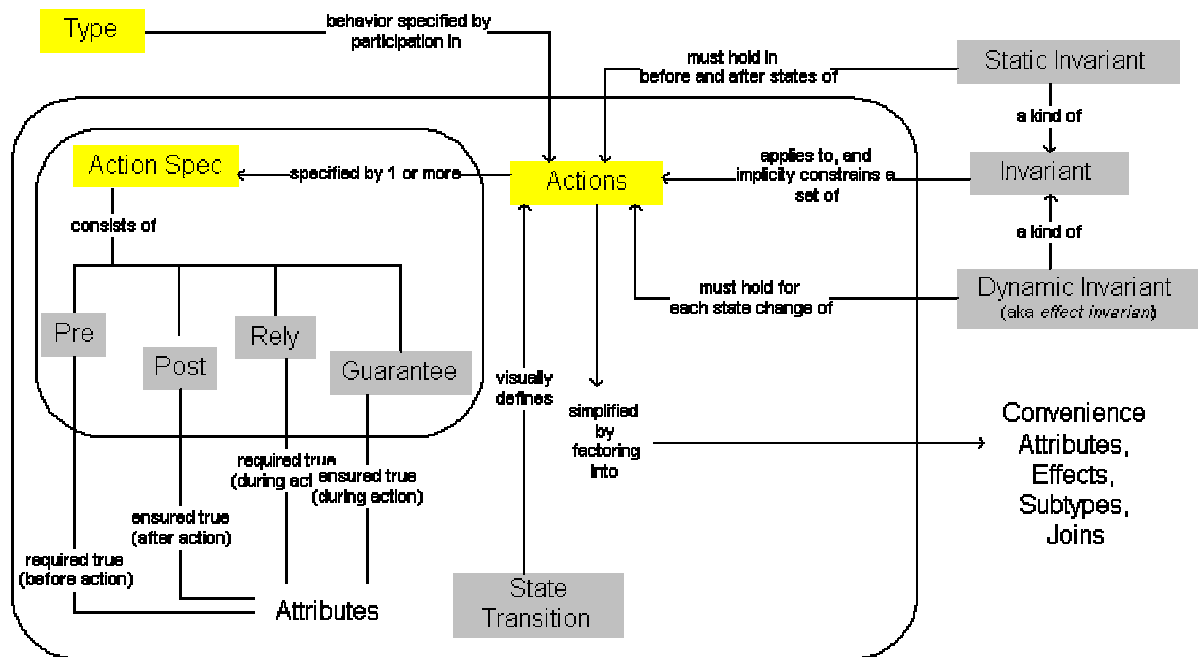 Type
behavior specified by
participation in
must hold in
before and after states of
Static Invariant
a kind of
Action Spec
specified by 1 or more
Actions
applies to, and
implicity constrains a
set of
Invariant
consists of
a kind of
must hold for
each state change of
Dynamic Invariant
(aka effect invariant)
Pre
Post
Rely
Guarantee
visually
defines
simplified
by
factoring
into
Convenience
Attributes,
Effects,
Subtypes,
Joins
required true
(during acti
ensured true
(during action)
ensured true
(after action)
required true
(before action)
Attributes
State
Transition